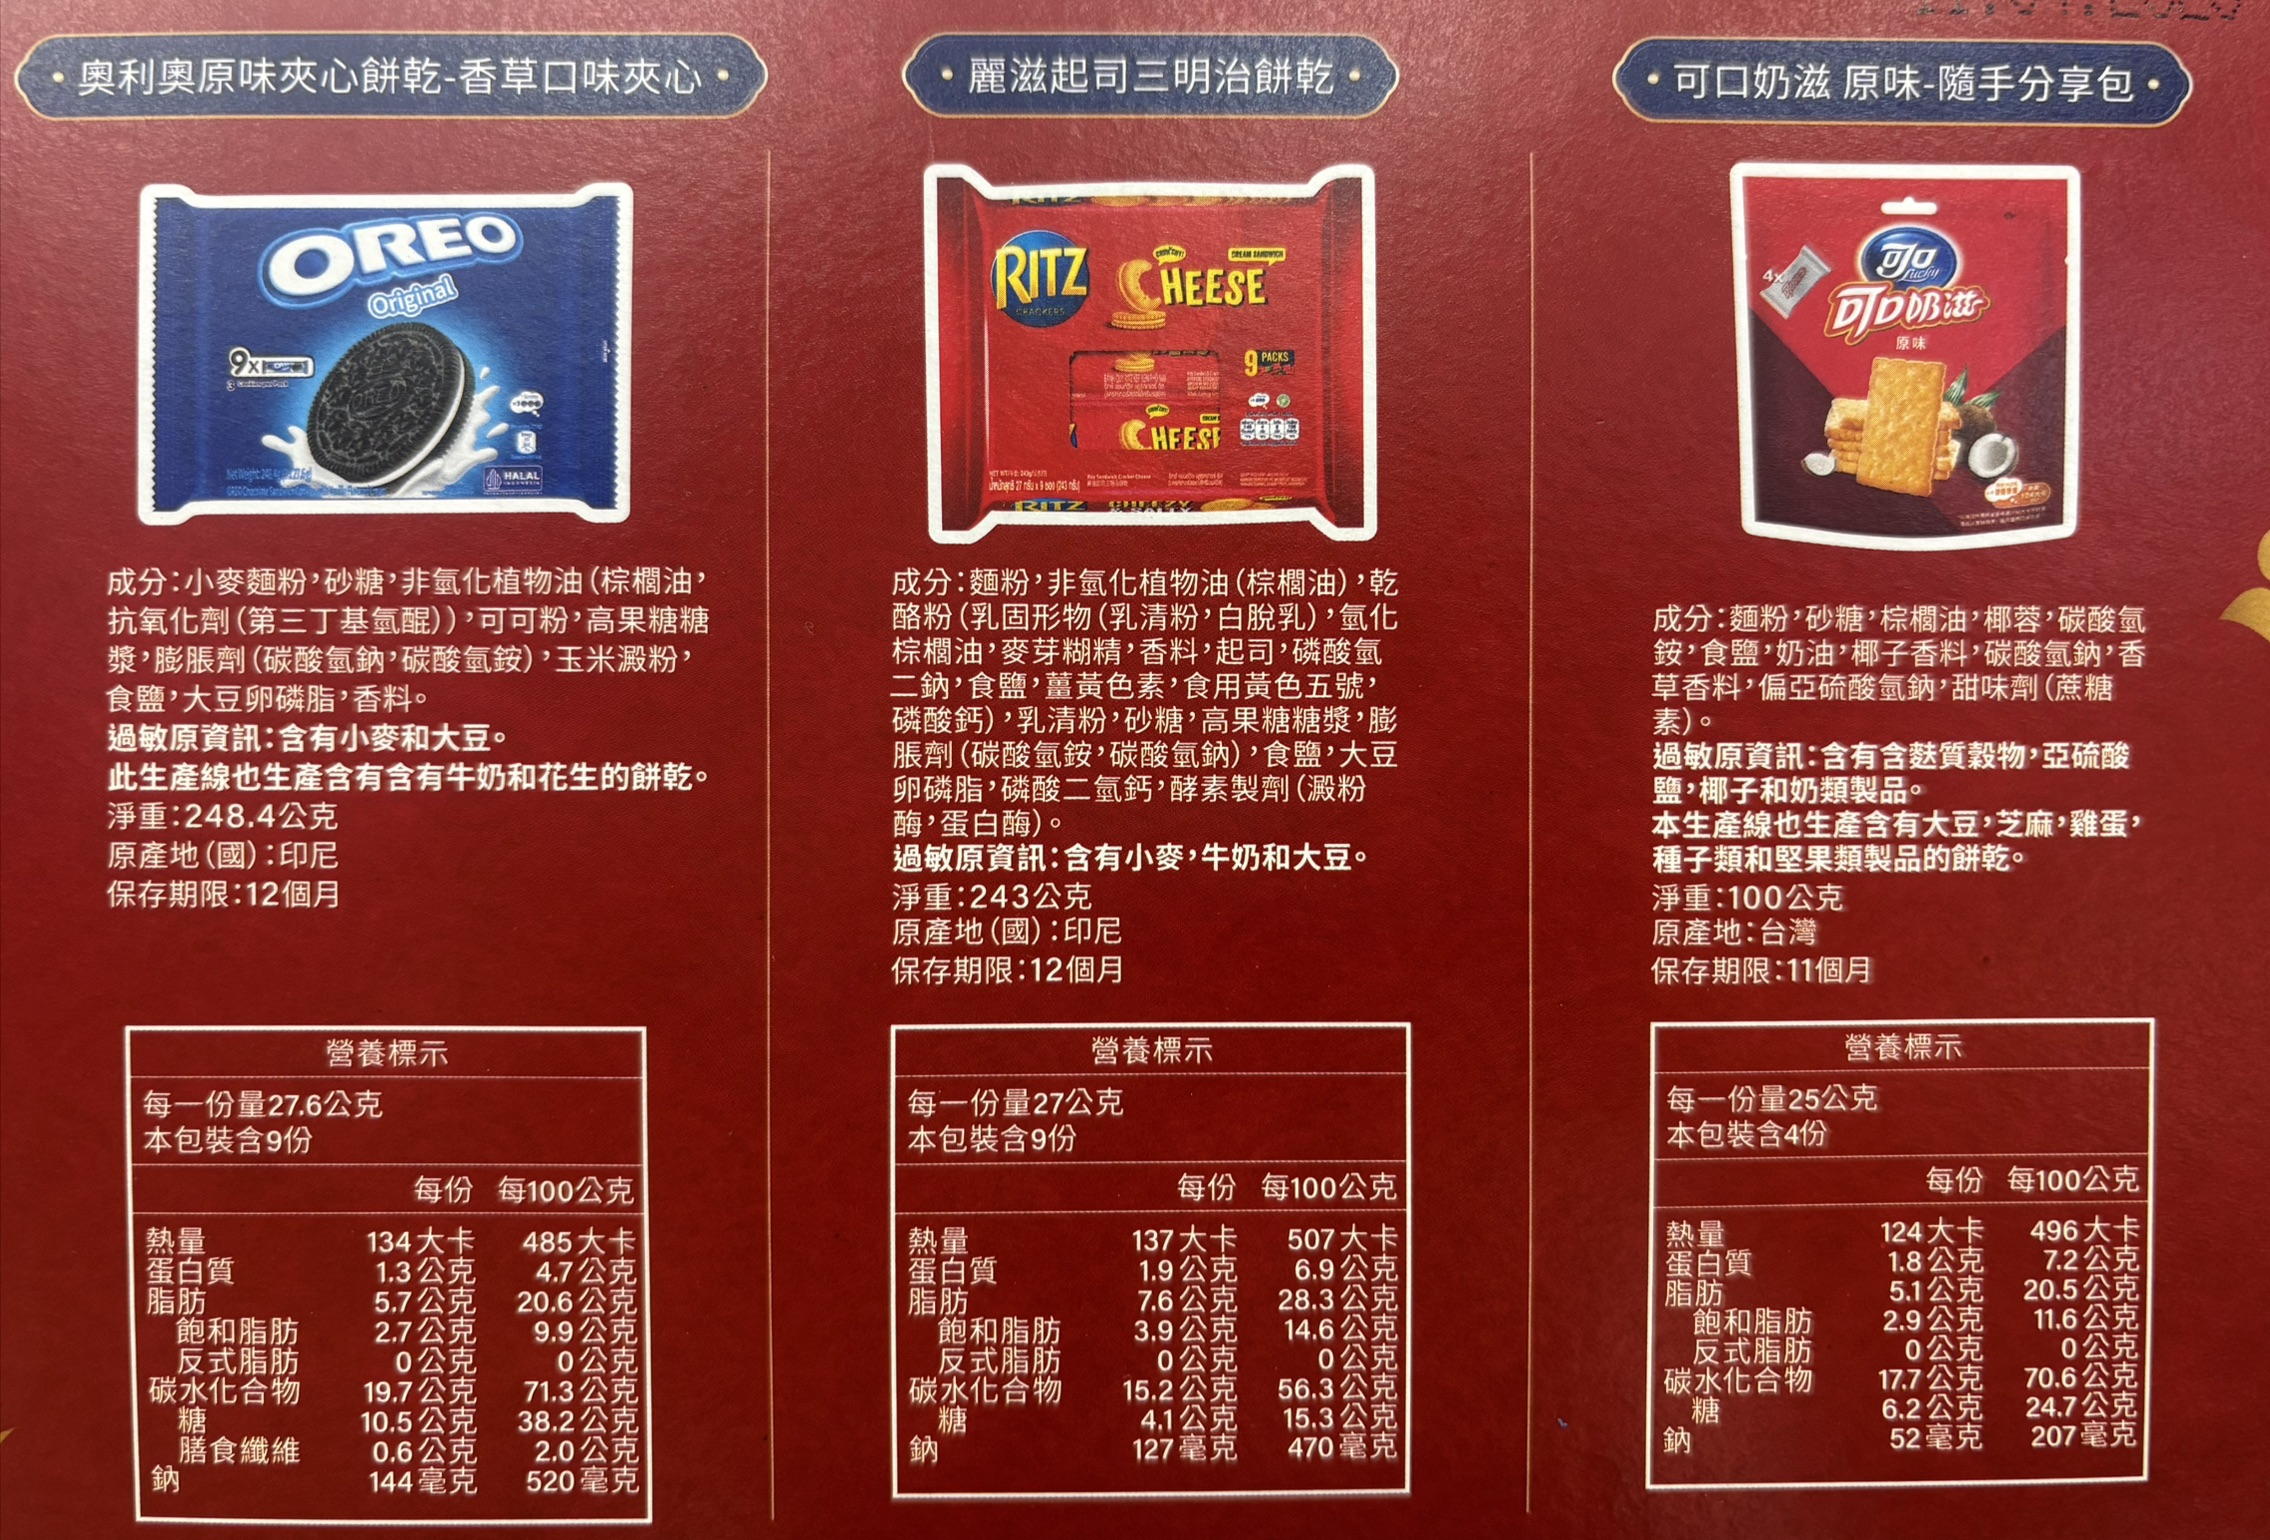 奧利奧原味夾心餅乾-香草口味夾心
OREO
Original
9x
3 Cookies per Pack
HALAL
INDONESIA
成分:小麥麵粉,砂糖,非氫化植物油(棕櫚油,
抗氧化劑(第三丁基氫醌)),可可粉,高果糖糖
漿,膨脹劑(碳酸氫鈉,碳酸氫銨),玉米澱粉,
食鹽,大豆卵磷脂,香料。
過敏原資訊:含有小麥和大豆。
此生產線也生產含有含有牛奶和花生的餅乾。
淨重:248.4公克
原產地(國):印尼
保存期限:12個月
營養標示
每一份量27.6公克
本包裝含9份
每份 每100公克
熱量 134大卡 485大卡
蛋白質 1.3公克 4.7公克
脂肪 5.7公克 20.6公克
飽和脂肪 2.7公克 9.9公克
反式脂肪 0公克 0公克
碳水化合物 19.7公克 71.3公克
糖 10.5公克 38.2公克
膳食纖維 0.6公克 2.0公克
鈉 144毫克 520毫克
麗滋起司三明治餅乾
RITZ
CRACKERS
CREAM SANDWICH
CHEESE
9 PACKS
CHEESE
RITZ
成分:麵粉,非氫化植物油(棕櫚油),乾
酪粉(乳固形物(乳清粉,白脫乳),氫化
棕櫚油,麥芽糊精,香料,起司,磷酸氫
二鈉,食鹽,薑黃色素,食用黃色五號,
磷酸鈣),乳清粉,砂糖,高果糖糖漿,膨
脹劑(碳酸氫銨,碳酸氫鈉),食鹽,大豆
卵磷脂,磷酸二氫鈣,酵素製劑(澱粉
酶,蛋白酶)。
過敏原資訊:含有小麥,牛奶和大豆。
淨重:243公克
原產地(國):印尼
保存期限:12個月
營養標示
每一份量27公克
本包裝含9份
每份 每100公克
熱量 137大卡 507大卡
蛋白質 1.9公克 6.9公克
脂肪 7.6公克 28.3公克
飽和脂肪 3.9公克 14.6公克
反式脂肪 0公克 0公克
碳水化合物 15.2公克 56.3公克
糖 4.1公克 15.3公克
鈉 127毫克 470毫克
可口奶滋 原味-隨手分享包
4x
可口
Lucky
可口奶滋
原味
成分:麵粉,砂糖,棕櫚油,椰蓉,碳酸氫
銨,食鹽,奶油,椰子香料,碳酸氫鈉,香
草香料,偏亞硫酸氫鈉,甜味劑(蔗糖
素)。
過敏原資訊:含有含麩質穀物,亞硫酸
鹽,椰子和奶類製品。
本生產線也生產含有大豆,芝麻,雞蛋,
種子類和堅果類製品的餅乾。
淨重:100公克
原產地:台灣
保存期限:11個月
營養標示
每一份量25公克
本包裝含4份
每份 每100公克
熱量 124大卡 496大卡
蛋白質 1.8公克 7.2公克
脂肪 5.1公克 20.5公克
飽和脂肪 2.9公克 11.6公克
反式脂肪 0公克 0公克
碳水化合物 17.7公克 70.6公克
糖 6.2公克 24.7公克
鈉 52毫克 207毫克